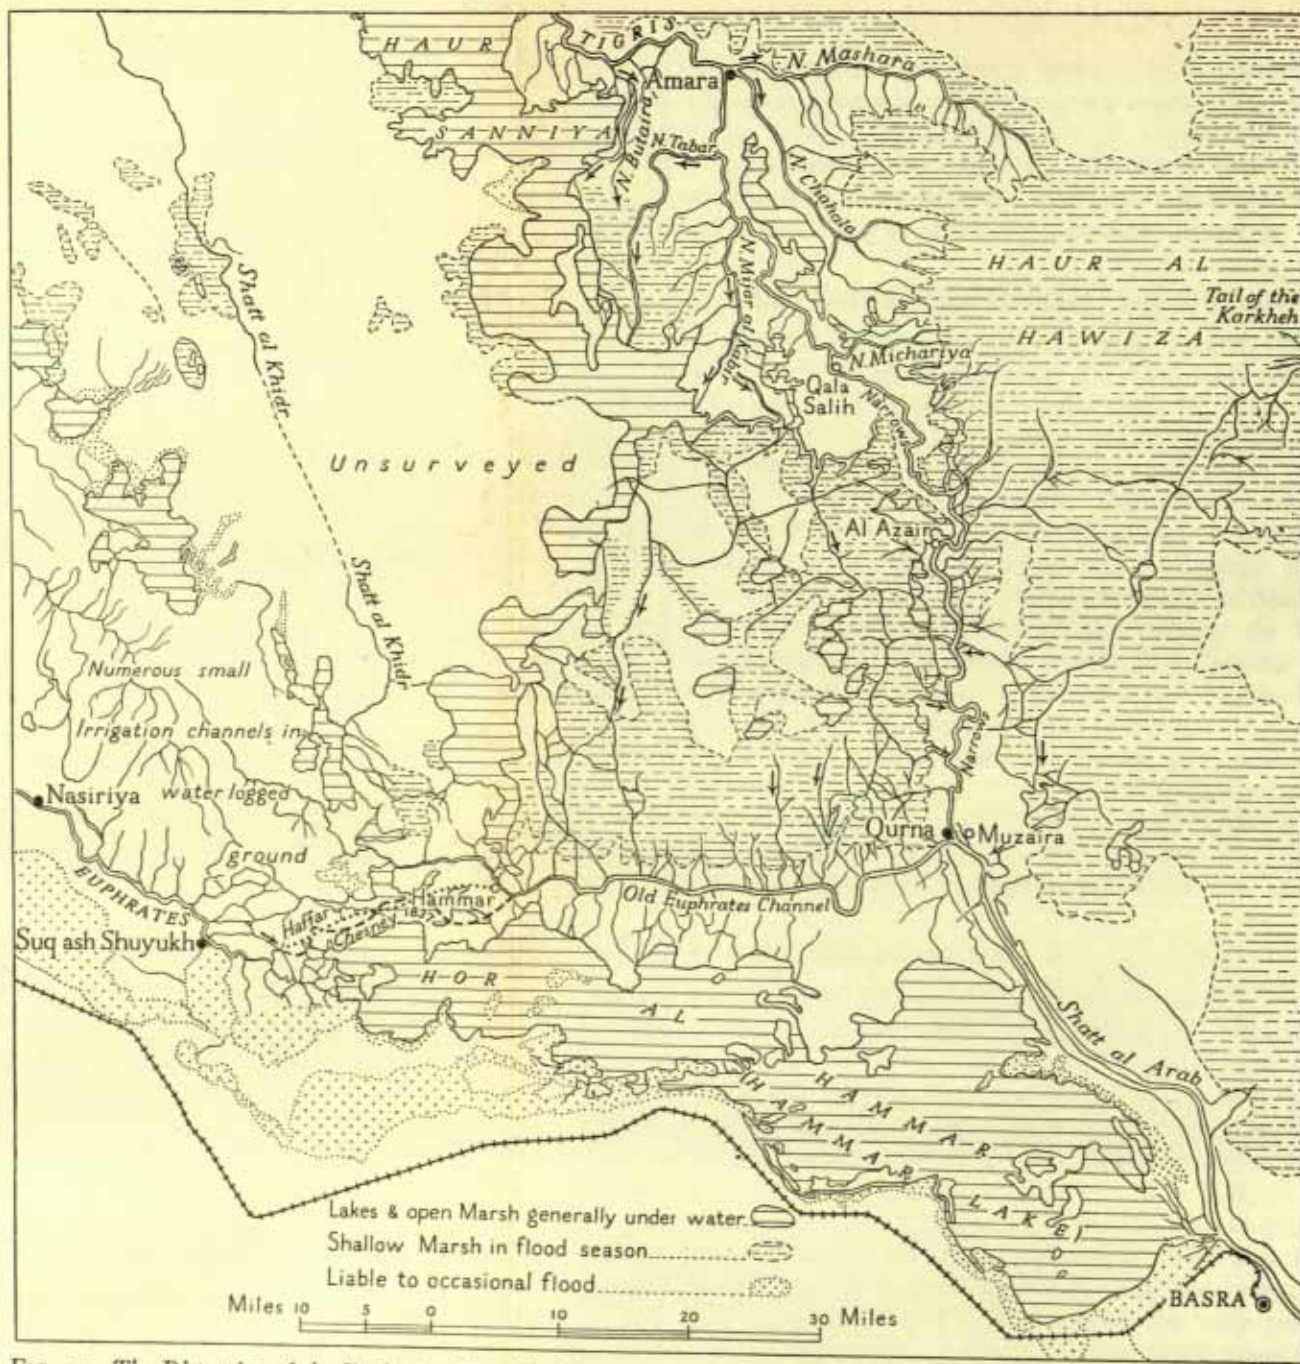 HAUR
SANNIYA
TIGRIS
Amara
N. Mashara
N. Butaira
N. Tabar
N. Chahala
HAUR AL
HAWIZA
Tail of the
Karkheh
Shatt al Khidr
N. Mijar al Kabir
N. Michariya
Qala
Salih
Narrows
Unsurveyed
Al Azair
Shatt al Khidr
Numerous small
Irrigation channels in
water logged
ground
Narrows
Nasiriya
Qurna
Muzaira
EUPHRATES
Haffar
Hammar
Chesney 1837
Old Euphrates Channel
Suq ash Shuyukh
HOR
AL
HAMMAR
(HAMMAR
LAKE)
Shatt al Arab
BASRA
Lakes & open Marsh generally under water
Shallow Marsh in flood season
Liable to occasional flood
Miles 10 5 0 10 20 30 Miles